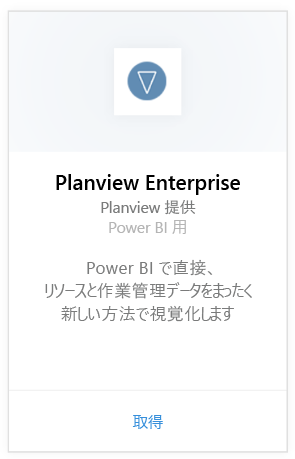 Planview Enterprise
Planview 提供
Power BI 用
Power BI で直接、
リソースと作業管理データをまったく
新しい方法で視覚化します
取得